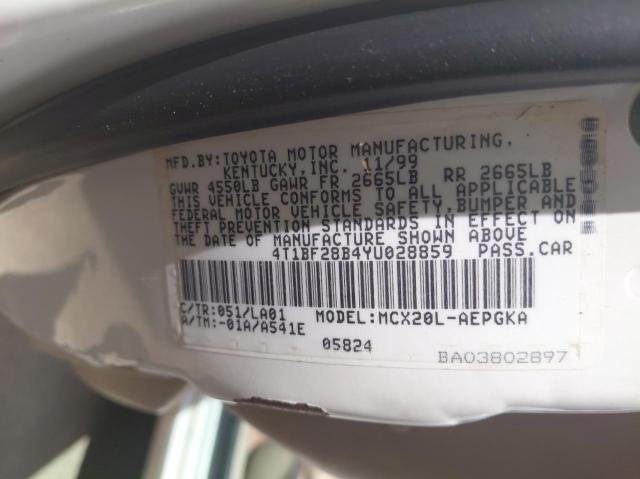 MFD.BY:TOYOTA MOTOR MANUFACTURING,
KENTUCKY,INC. 11/99
GVWR 4550LB GAWR FR 2665LB RR 2665LB
THIS VEHICLE CONFORMS TO ALL APPLICABLE
FEDERAL MOTOR VEHICLE SAFETY,BUMPER AND
THEFT PREVENTION STANDARDS IN EFFECT ON
THE DATE OF MANUFACTURE SHOWN ABOVE
4T1BF28B4YU028859 PASS.CAR
C/TR:051/LA01 MODEL:MCX20L-AEPGKA
A/TM:-01A/A541E
05824 BA03802897